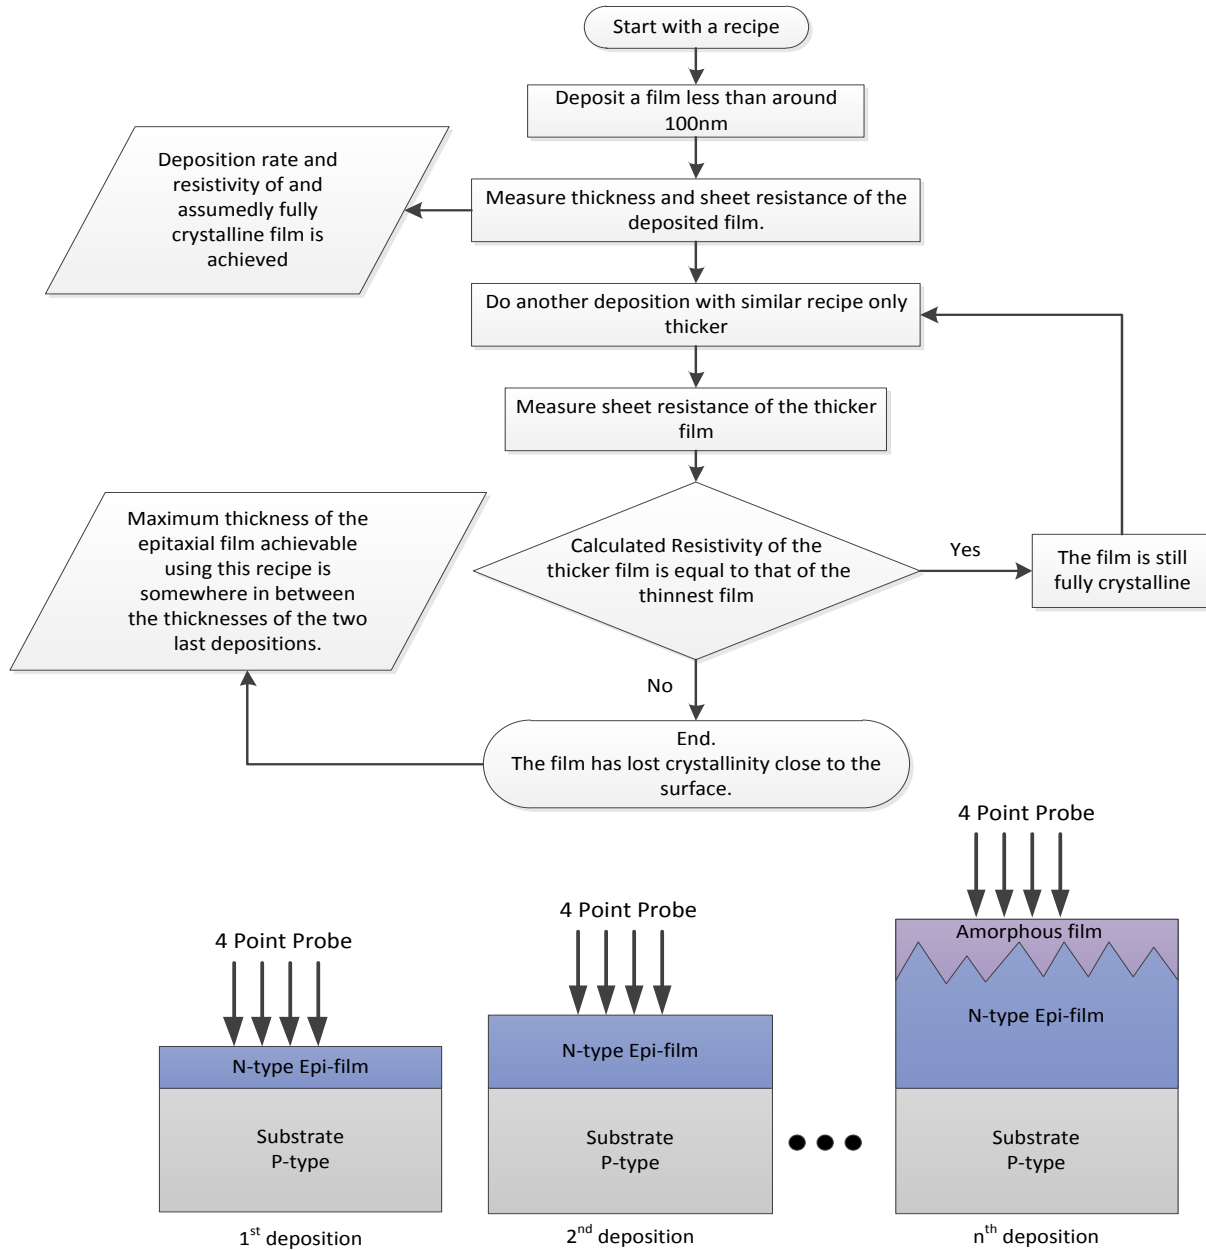 Start with a recipe
Deposit a film less than around
100nm
Deposition rate and
resistivity of and
assumedly fully
crystalline film is
achieved
Measure thickness and sheet resistance of the
deposited film.
Do another deposition with similar recipe only
thicker
Measure sheet resistance of the thicker
film
Maximum thickness of the
epitaxial film achievable
using this recipe is
somewhere in between
the thicknesses of the two
last depositions.
Calculated Resistivity of the
thicker film is equal to that of the
thinnest film
Yes
The film is still
fully crystalline
No
End.
The film has lost crystallinity close to the
surface.
4 Point Probe
N-type Epi-film
Substrate
P-type
1st deposition
4 Point Probe
N-type Epi-film
Substrate
P-type
2nd deposition
4 Point Probe
Amorphous film
N-type Epi-film
Substrate
P-type
nth deposition